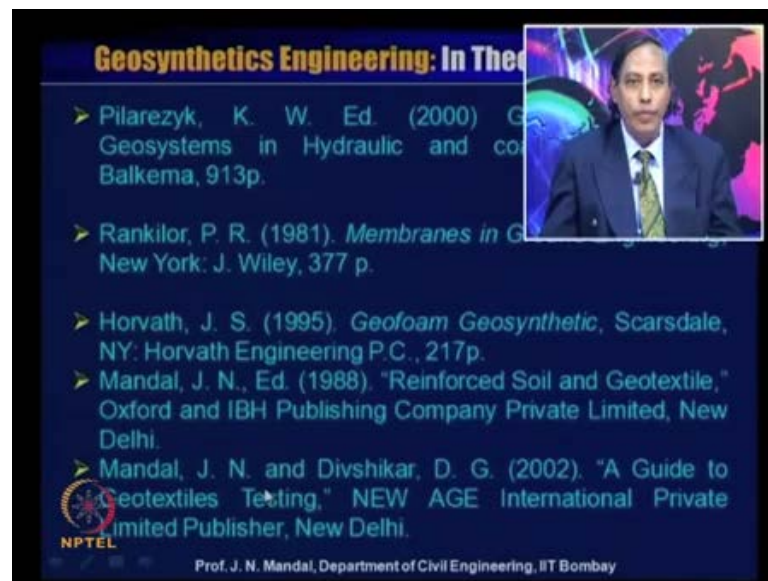 Geosynthetics Engineering: In
Pilarezyk, K. W. Ed. (2000)
Geosystems in Hydraulic and
Balkema, 913p.
Rankilor, P. R. (1981). Membranes in
New York: J. Wiley, 377 p.
Horvath, J. S. (1995). Geofoam Geosynthetic, Scarsdale,
NY: Horvath Engineering P.C., 217p.
Mandal, J. N., Ed. (1988). "Reinforced Soil and Geotextile,"
Oxford and IBH Publishing Company Private Limited, New
Delhi.
Mandal, J. N. and Divshikar, D. G. (2002). "A Guide to
Geotextiles Testing," NEW AGE International Private
Limited Publisher, New Delhi.
NPTEL
Prof. J. N. Mandal, Department of Civil Engineering, IIT Bombay